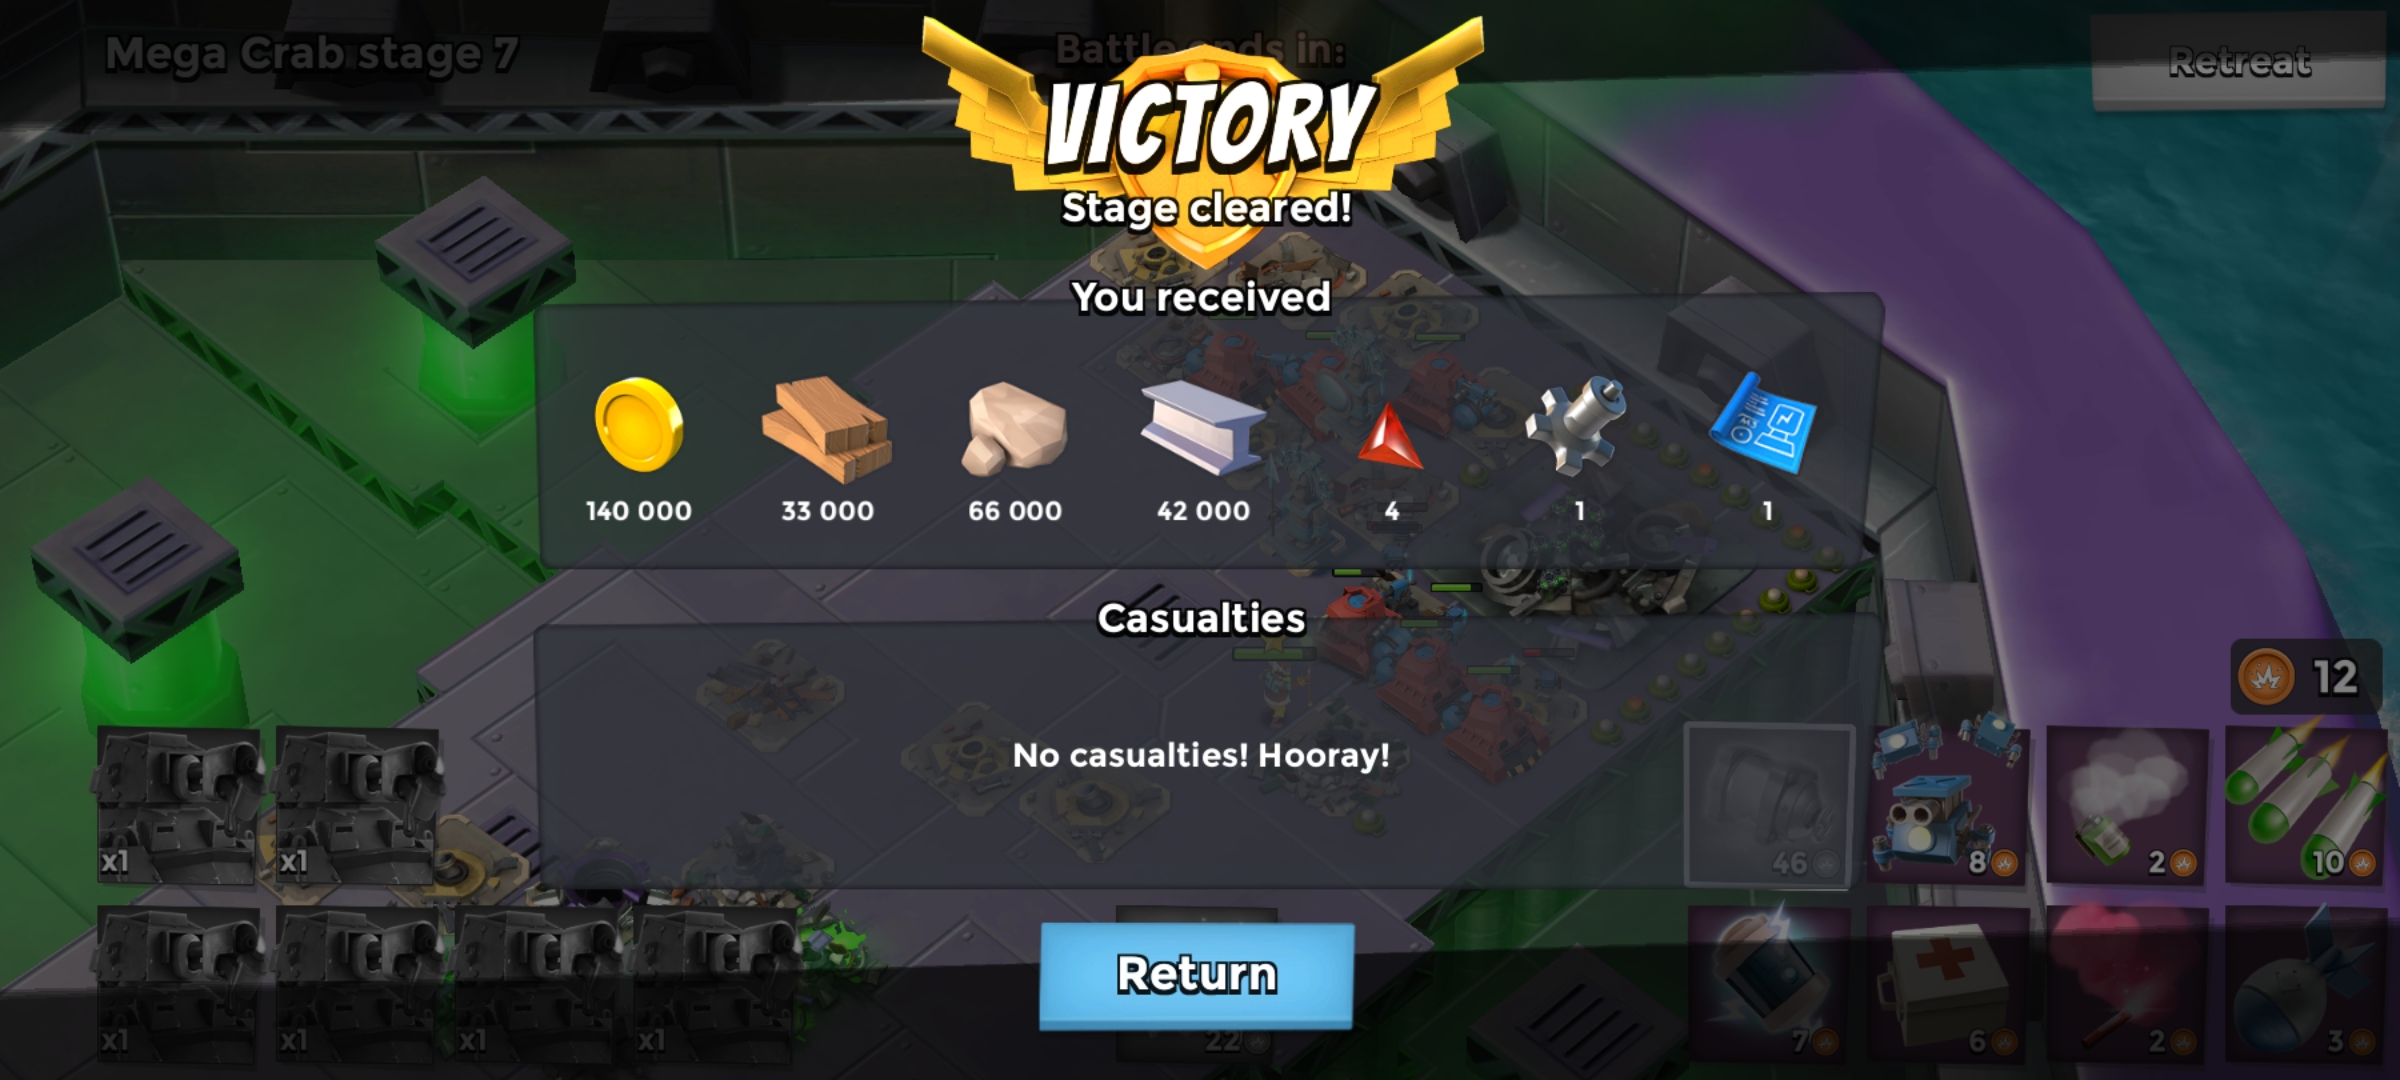 Mega Crab stage 7
Battle ends in:
Retreat
VICTORY
Stage cleared!
You received
140 000
33 000
66 000
42 000
4
1
1
Casualties
No casualties! Hooray!
12
x1
x1
46
8
2
10
Return
x1
x1
x1
x1
22
7
6
2
3